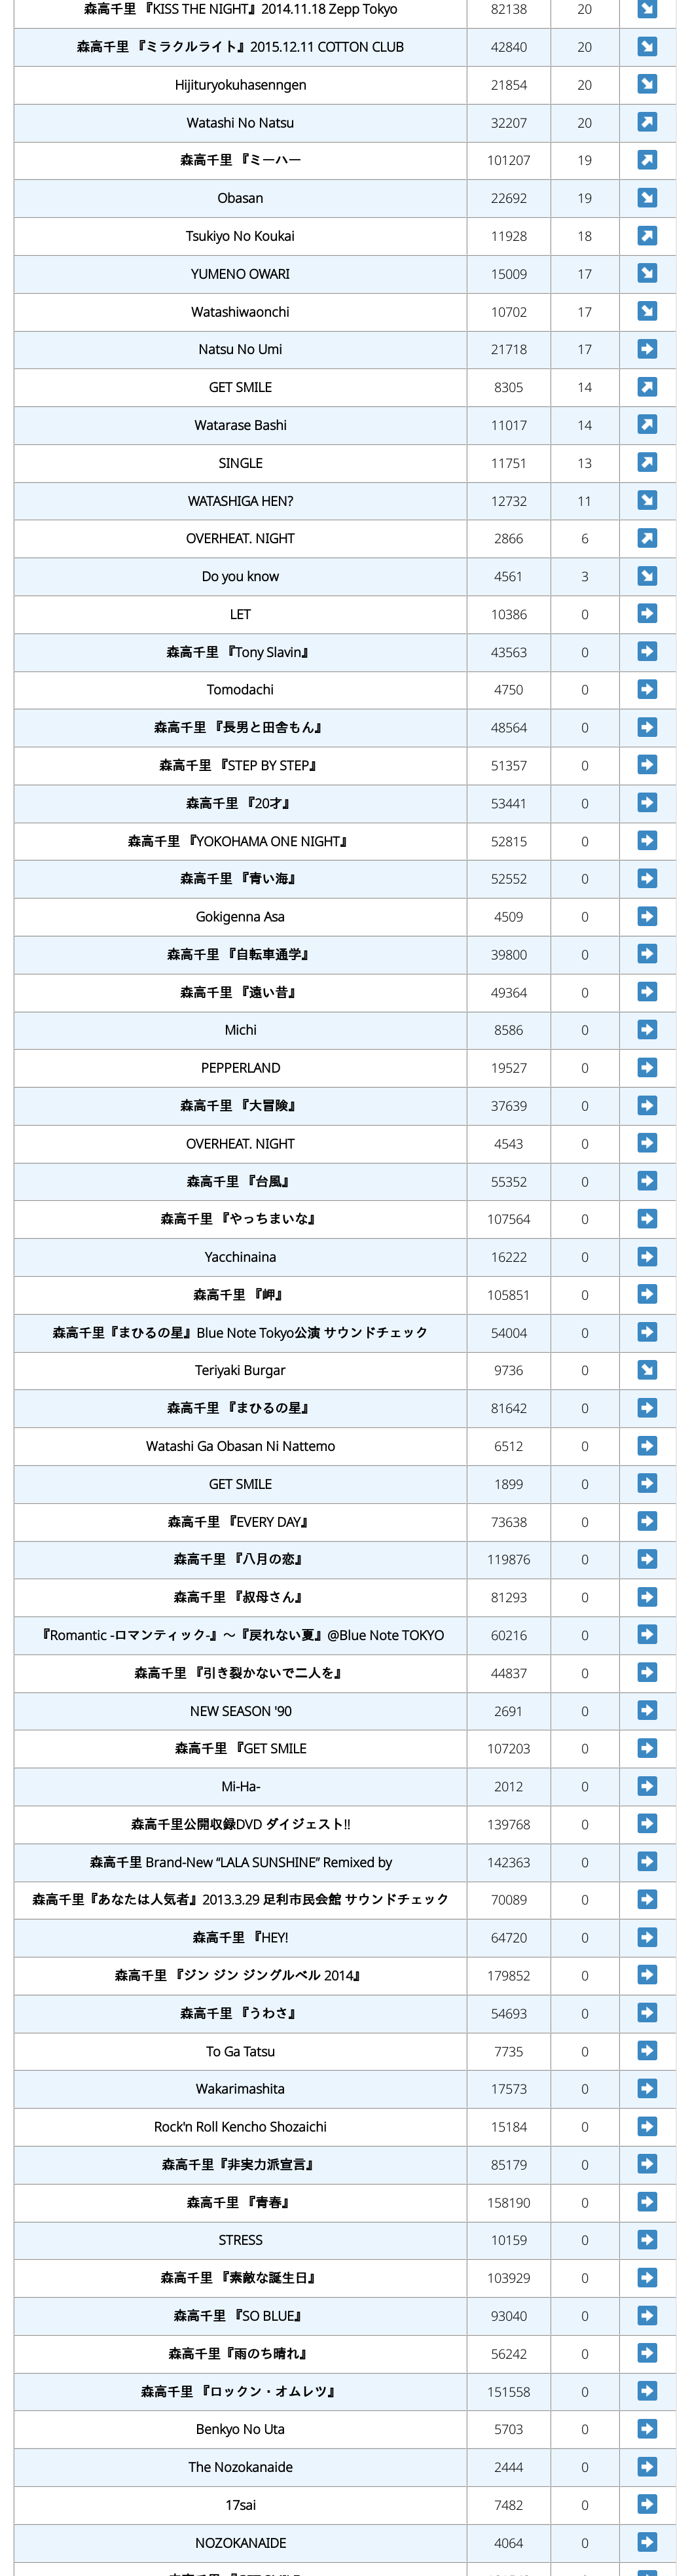 森高千里 『KISS THE NIGHT』2014.11.18 Zepp Tokyo 82138 20
森高千里 『ミラクルライト』2015.12.11 COTTON CLUB 42840 20
Hijituryokuhasenngen 21854 20
Watashi No Natsu 32207 20
森高千里 『ミーハー 101207 19
Obasan 22692 19
Tsukiyo No Koukai 11928 18
YUMENO OWARI 15009 17
Watashiwaonchi 10702 17
Natsu No Umi 21718 17
GET SMILE 8305 14
Watarase Bashi 11017 14
SINGLE 11751 13
WATASHIGA HEN? 12732 11
OVERHEAT. NIGHT 2866 6
Do you know 4561 3
LET 10386 0
森高千里 『Tony Slavin』 43563 0
Tomodachi 4750 0
森高千里 『長男と田舎もん』 48564 0
森高千里 『STEP BY STEP』 51357 0
森高千里 『20才』 53441 0
森高千里 『YOKOHAMA ONE NIGHT』 52815 0
森高千里 『青い海』 52552 0
Gokigenna Asa 4509 0
森高千里 『自転車通学』 39800 0
森高千里 『遠い昔』 49364 0
Michi 8586 0
PEPPERLAND 19527 0
森高千里 『大冒険』 37639 0
OVERHEAT. NIGHT 4543 0
森高千里 『台風』 55352 0
森高千里 『やっちまいな』 107564 0
Yacchinaina 16222 0
森高千里 『岬』 105851 0
森高千里『まひるの星』Blue Note Tokyo公演 サウンドチェック 54004 0
Teriyaki Burgar 9736 0
森高千里 『まひるの星』 81642 0
Watashi Ga Obasan Ni Nattemo 6512 0
GET SMILE 1899 0
森高千里 『EVERY DAY』 73638 0
森高千里 『八月の恋』 119876 0
森高千里 『叔母さん』 81293 0
『Romantic -ロマンティック-』～『戻れない夏』@Blue Note TOKYO 60216 0
森高千里 『引き裂かないで二人を』 44837 0
NEW SEASON '90 2691 0
森高千里 『GET SMILE 107203 0
Mi-Ha- 2012 0
森高千里公開収録DVD ダイジェスト!! 139768 0
森高千里 Brand-New “LALA SUNSHINE” Remixed by 142363 0
森高千里『あなたは人気者』2013.3.29 足利市民会館 サウンドチェック 70089 0
森高千里 『HEY! 64720 0
森高千里 『ジン ジン ジングルベル 2014』 179852 0
森高千里 『うわさ』 54693 0
To Ga Tatsu 7735 0
Wakarimashita 17573 0
Rock'n Roll Kencho Shozaichi 15184 0
森高千里『非実力派宣言』 85179 0
森高千里 『青春』 158190 0
STRESS 10159 0
森高千里 『素敵な誕生日』 103929 0
森高千里 『SO BLUE』 93040 0
森高千里『雨のち晴れ』 56242 0
森高千里 『ロックン・オムレツ』 151558 0
Benkyo No Uta 5703 0
The Nozokanaide 2444 0
17sai 7482 0
NOZOKANAIDE 4064 0